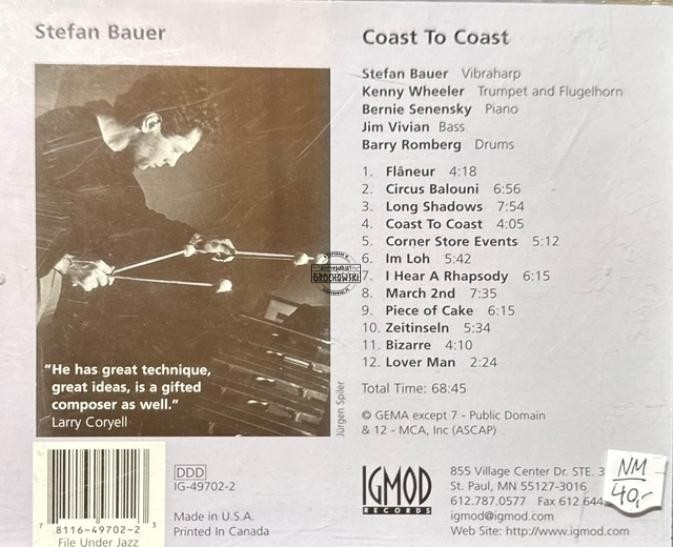 Stefan Bauer
"He has great technique,
great ideas, is a gifted
composer as well."
Larry Coryell
Jürgen Spiler
Coast To Coast
Stefan Bauer Vibraharp
Kenny Wheeler Trumpet and Flugelhorn
Bernie Senensky Piano
Jim Vivian Bass
Barry Romberg Drums
1. Flâneur 4:18
2. Circus Balouni 6:56
3. Long Shadows 7:54
4. Coast To Coast 4:05
5. Corner Store Events 5:12
6. Im Loh 5:42
7. I Hear A Rhapsody 6:15
8. March 2nd 7:35
9. Piece of Cake 6:15
10. Zeitinseln 5:34
11. Bizarre 4:10
12. Lover Man 2:24
Total Time: 68:45
© GEMA except 7 - Public Domain
& 12 - MCA, Inc (ASCAP)
7 8116-49702-2 3
File Under Jazz
DDD
IG-49702-2
Made in U.S.A.
Printed In Canada
IGMOD
RECORDS
855 Village Center Dr. STE. 3
St. Paul, MN 55127-3016
612.787.0577 Fax 612.644
igmod@igmod.com
Web Site: http://www.igmod.com
NM
40,-
GROCHOWSKI